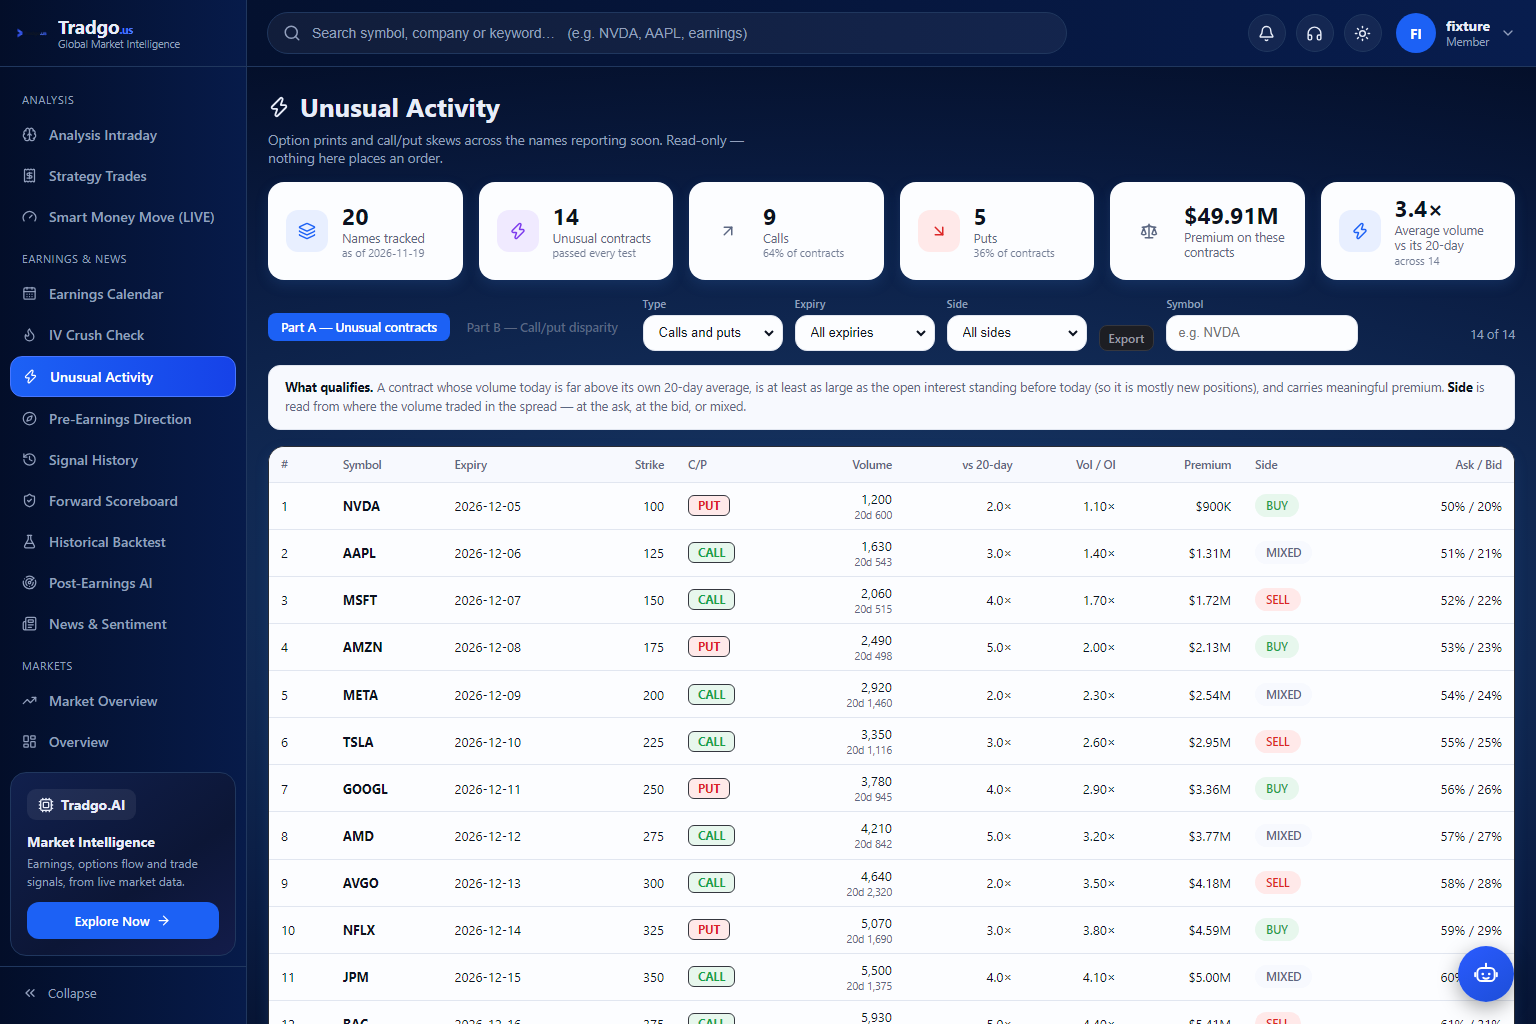 Tradgo.us
Global Market Intelligence
Search symbol, company or keyword... (e.g. NVDA, AAPL, earnings)
FI
fixture
Member
ANALYSIS
Analysis Intraday
Strategy Trades
Smart Money Move (LIVE)
EARNINGS & NEWS
Earnings Calendar
IV Crush Check
Unusual Activity
Pre-Earnings Direction
Signal History
Forward Scoreboard
Historical Backtest
Post-Earnings AI
News & Sentiment
MARKETS
Market Overview
Overview
Tradgo.AI
Market Intelligence
Earnings, options flow and trade
signals, from live market data.
Explore Now →
Collapse
Unusual Activity
Option prints and call/put skews across the names reporting soon. Read-only —
nothing here places an order.
20
Names tracked
as of 2026-11-19
14
Unusual contracts
passed every test
9
Calls
64% of contracts
5
Puts
36% of contracts
$49.91M
Premium on these
contracts
3.4×
Average volume
vs its 20-day
across 14
Part A — Unusual contracts
Part B — Call/put disparity
Type
Calls and puts
Expiry
All expiries
Side
All sides
Export
Symbol
e.g. NVDA
14 of 14
What qualifies. A contract whose volume today is far above its own 20-day average, is at least as large as the open interest standing before today (so it is mostly new positions), and carries meaningful premium. Side is
read from where the volume traded in the spread — at the ask, at the bid, or mixed.
# Symbol Expiry Strike C/P Volume vs 20-day Vol / OI Premium Side Ask / Bid
1 NVDA 2026-12-05 100 PUT 1,200 2.0× 1.10× $900K BUY 50% / 20%
20d 600
2 AAPL 2026-12-06 125 CALL 1,630 3.0× 1.40× $1.31M MIXED 51% / 21%
20d 543
3 MSFT 2026-12-07 150 CALL 2,060 4.0× 1.70× $1.72M SELL 52% / 22%
20d 515
4 AMZN 2026-12-08 175 PUT 2,490 5.0× 2.00× $2.13M BUY 53% / 23%
20d 498
5 META 2026-12-09 200 CALL 2,920 2.0× 2.30× $2.54M MIXED 54% / 24%
20d 1,460
6 TSLA 2026-12-10 225 CALL 3,350 3.0× 2.60× $2.95M SELL 55% / 25%
20d 1,116
7 GOOGL 2026-12-11 250 PUT 3,780 4.0× 2.90× $3.36M BUY 56% / 26%
20d 945
8 AMD 2026-12-12 275 CALL 4,210 5.0× 3.20× $3.77M MIXED 57% / 27%
20d 842
9 AVGO 2026-12-13 300 CALL 4,640 2.0× 3.50× $4.18M SELL 58% / 28%
20d 2,320
10 NFLX 2026-12-14 325 PUT 5,070 3.0× 3.80× $4.59M BUY 59% / 29%
20d 1,690
11 JPM 2026-12-15 350 CALL 5,500 4.0× 4.10× $5.00M MIXED
20d 1,375
12 BAC 2026-12-16 375 CALL 5,930 5.0× 4.40× $5.41M SELL 61% / 31%